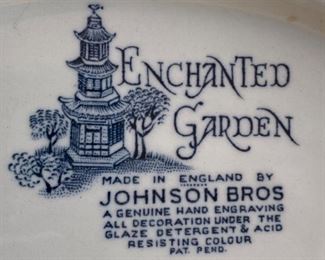 ENCHANTED
GARDEN
MADE IN ENGLAND BY
JOHNSON BROS
A GENUINE HAND ENGRAVING
ALL DECORATION UNDER THE
GLAZE DETERGENT & ACID
RESISTING COLOUR
PAT. PEND.